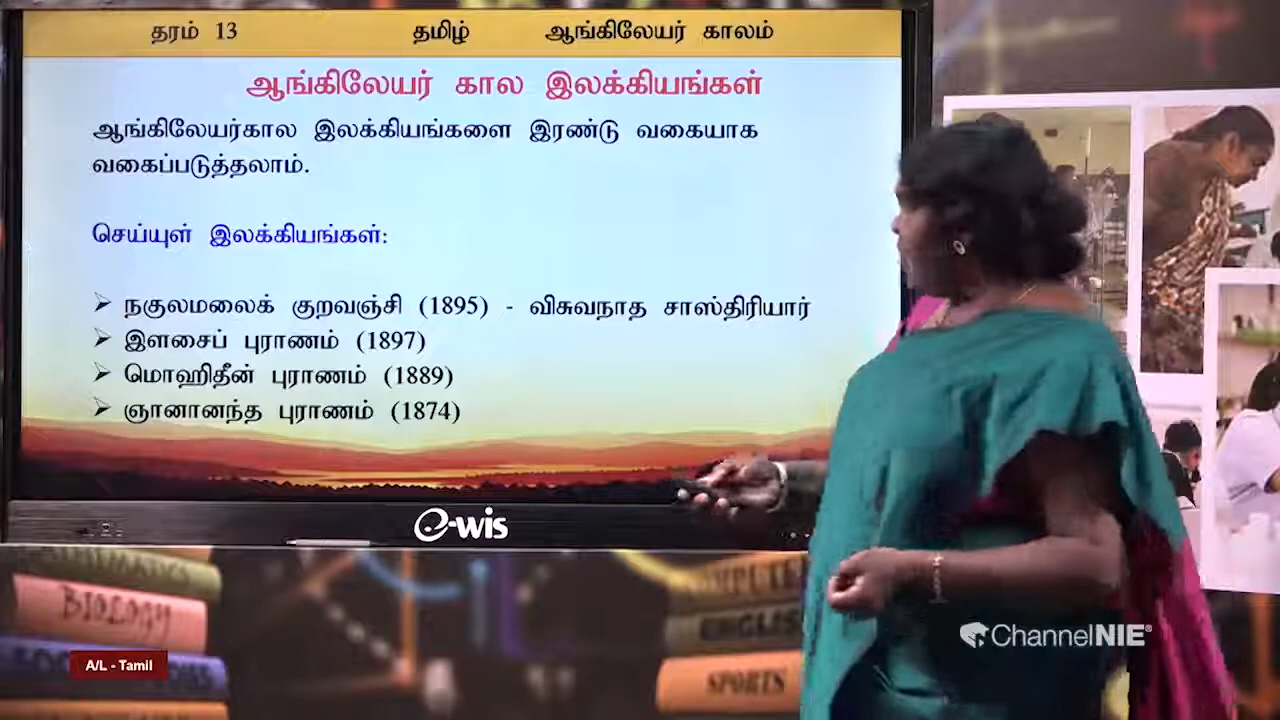 தரம் 13 தமிழ் ஆங்கிலேயர் காலம்
ஆங்கிலேயர் கால இலக்கியங்கள்
ஆங்கிலேயர்கால இலக்கியங்களை இரண்டு வகையாக
வகைப்படுத்தலாம்.
செய்யுள் இலக்கியங்கள்:
➢ நகுலமலைக் குறவஞ்சி (1895) - விசுவநாத சாஸ்திரியார்
➢ இளசைப் புராணம் (1897)
➢ மொஹிதீன் புராணம் (1889)
➢ ஞானானந்த புராணம் (1874)
e-wis
MATHEMATICS
BIOLOGY
COMPUTER
ENGLISH
SPORTS
ChannelNIE®
A/L - Tamil